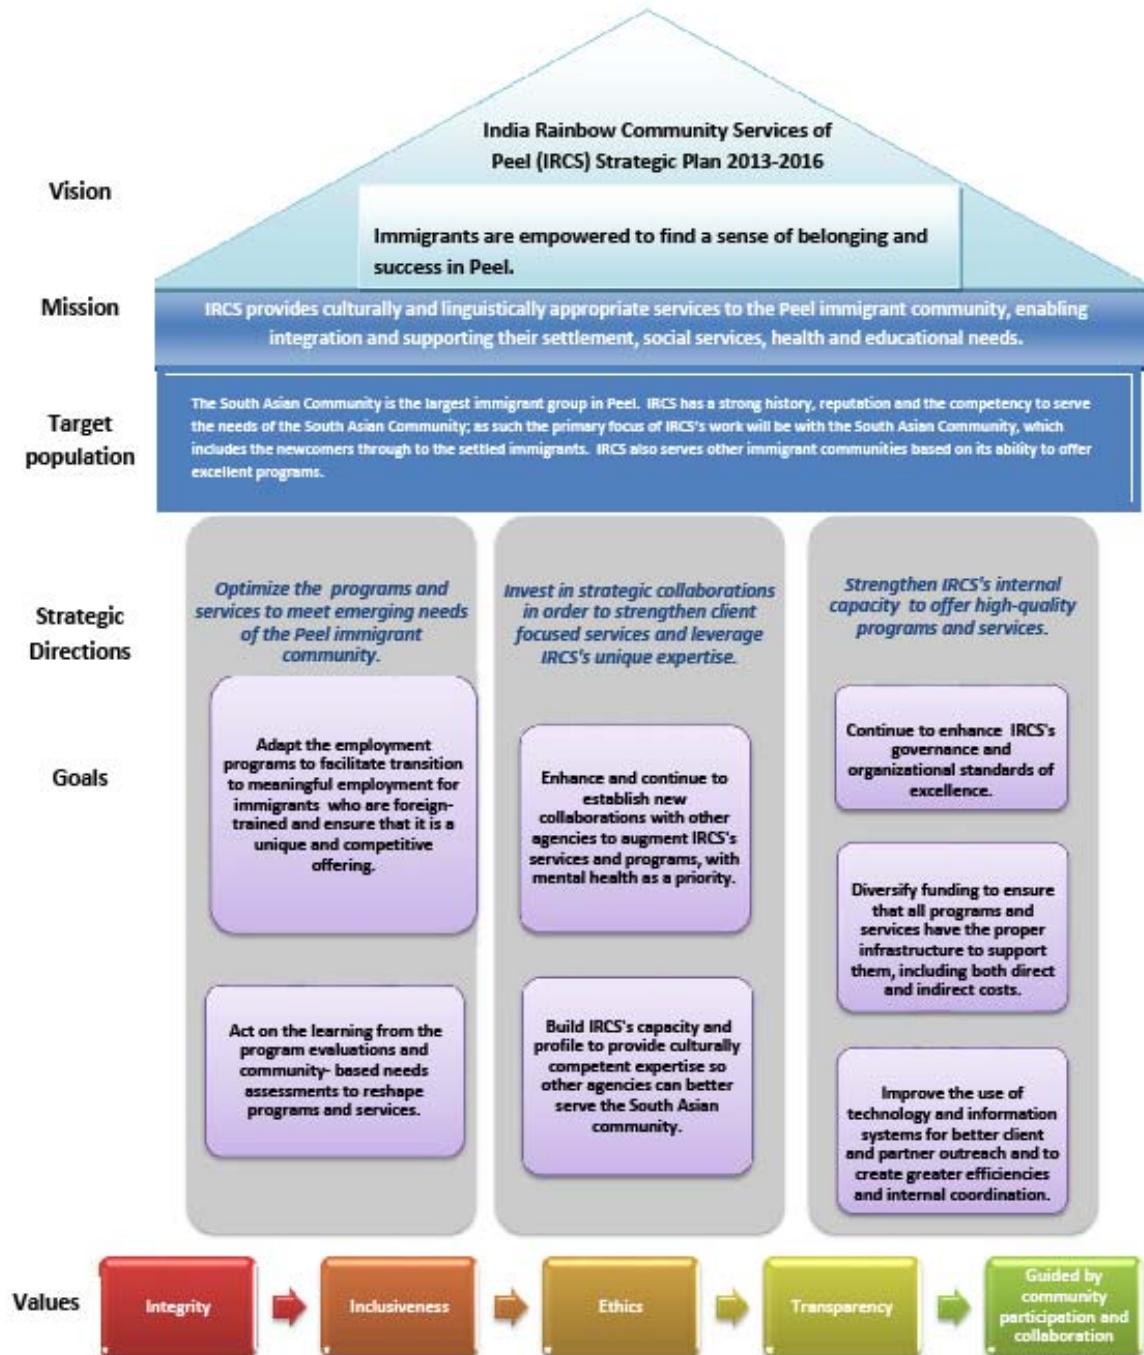 India Rainbow Community Services of
Peel (IRCS) Strategic Plan 2013-2016
Vision
Immigrants are empowered to find a sense of belonging and
success in Peel.
Mission
IRCS provides culturally and linguistically appropriate services to the Peel immigrant community, enabling
integration and supporting their settlement, social services, health and educational needs.
Target
population
The South Asian Community is the largest immigrant group in Peel. IRCS has a strong history, reputation and the competency to serve
the needs of the South Asian Community; as such the primary focus of IRCS's work will be with the South Asian Community, which
includes the newcomers through to the settled immigrants. IRCS also serves other immigrant communities based on its ability to offer
excellent programs.
Strategic
Directions
Optimize the programs and
services to meet emerging needs
of the Peel immigrant
community.
Invest in strategic collaborations
in order to strengthen client
focused services and leverage
IRCS's unique expertise.
Strengthen IRCS's internal
capacity to offer high-quality
programs and services.
Goals
Adapt the employment
programs to facilitate transition
to meaningful employment for
immigrants who are foreign-
trained and ensure that it is a
unique and competitive
offering.
Act on the learning from the
program evaluations and
community- based needs
assessments to reshape
programs and services.
Enhance and continue to
establish new
collaborations with other
agencies to augment IRCS's
services and programs, with
mental health as a priority.
Build IRCS's capacity and
profile to provide culturally
competent expertise so
other agencies can better
serve the South Asian
community.
Continue to enhance IRCS's
governance and
organizational standards of
excellence.
Diversify funding to ensure
that all programs and
services have the proper
infrastructure to support
them, including both direct
and indirect costs.
Improve the use of
technology and information
systems for better client
and partner outreach and to
create greater efficiencies
and internal coordination.
Values
Integrity
Inclusiveness
Ethics
Transparency
Guided by
community
participation and
collaboration